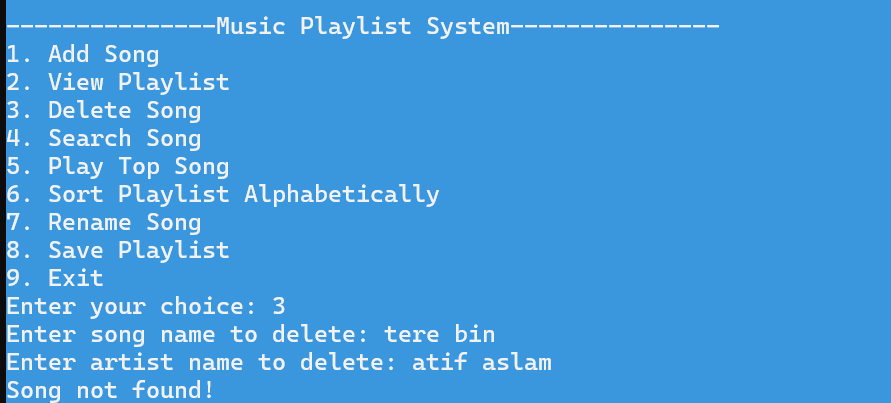 ---------------Music Playlist System---------------
1. Add Song
2. View Playlist
3. Delete Song
4. Search Song
5. Play Top Song
6. Sort Playlist Alphabetically
7. Rename Song
8. Save Playlist
9. Exit
Enter your choice: 3
Enter song name to delete: tere bin
Enter artist name to delete: atif aslam
Song not found!